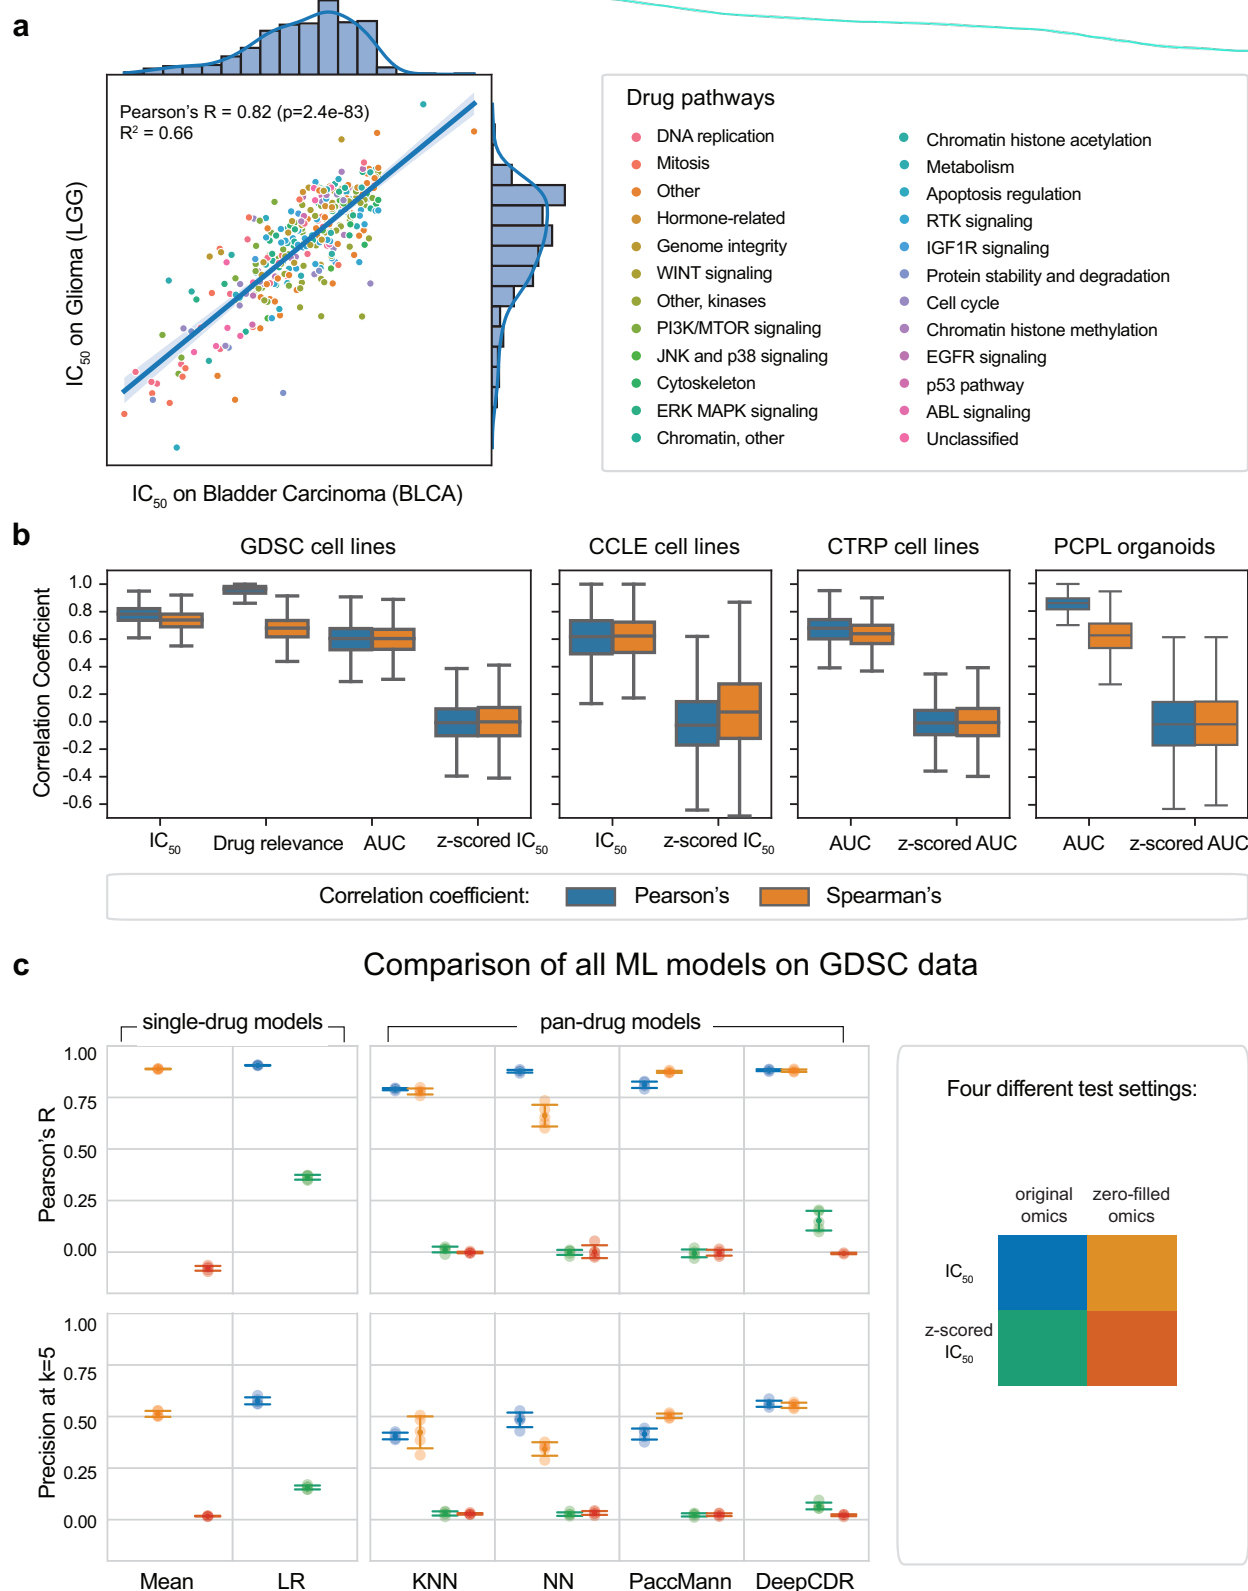 a
Pearson's R = 0.82 (p=2.4e-83)
R² = 0.66
IC₅₀ on Glioma (LGG)
IC₅₀ on Bladder Carcinoma (BLCA)
Drug pathways
DNA replication
Mitosis
Other
Hormone-related
Genome integrity
WINT signaling
Other, kinases
PI3K/MTOR signaling
JNK and p38 signaling
Cytoskeleton
ERK MAPK signaling
Chromatin, other
Chromatin histone acetylation
Metabolism
Apoptosis regulation
RTK signaling
IGF1R signaling
Protein stability and degradation
Cell cycle
Chromatin histone methylation
EGFR signaling
p53 pathway
ABL signaling
Unclassified
b
GDSC cell lines
CCLE cell lines
CTRP cell lines
PCPL organoids
Correlation Coefficient
1.0
0.8
0.6
0.4
0.2
0.0
-0.2
-0.4
-0.6
IC₅₀ Drug relevance AUC z-scored IC₅₀
IC₅₀ z-scored IC₅₀
AUC z-scored AUC
AUC z-scored AUC
Correlation coefficient: Pearson's Spearman's
c
Comparison of all ML models on GDSC data
single-drug models
pan-drug models
Pearson's R
1.00
0.75
0.50
0.25
0.00
Precision at k=5
1.00
0.75
0.50
0.25
0.00
Mean LR KNN NN PaccMann DeepCDR
Four different test settings:
original
omics
zero-filled
omics
IC₅₀
z-scored
IC₅₀